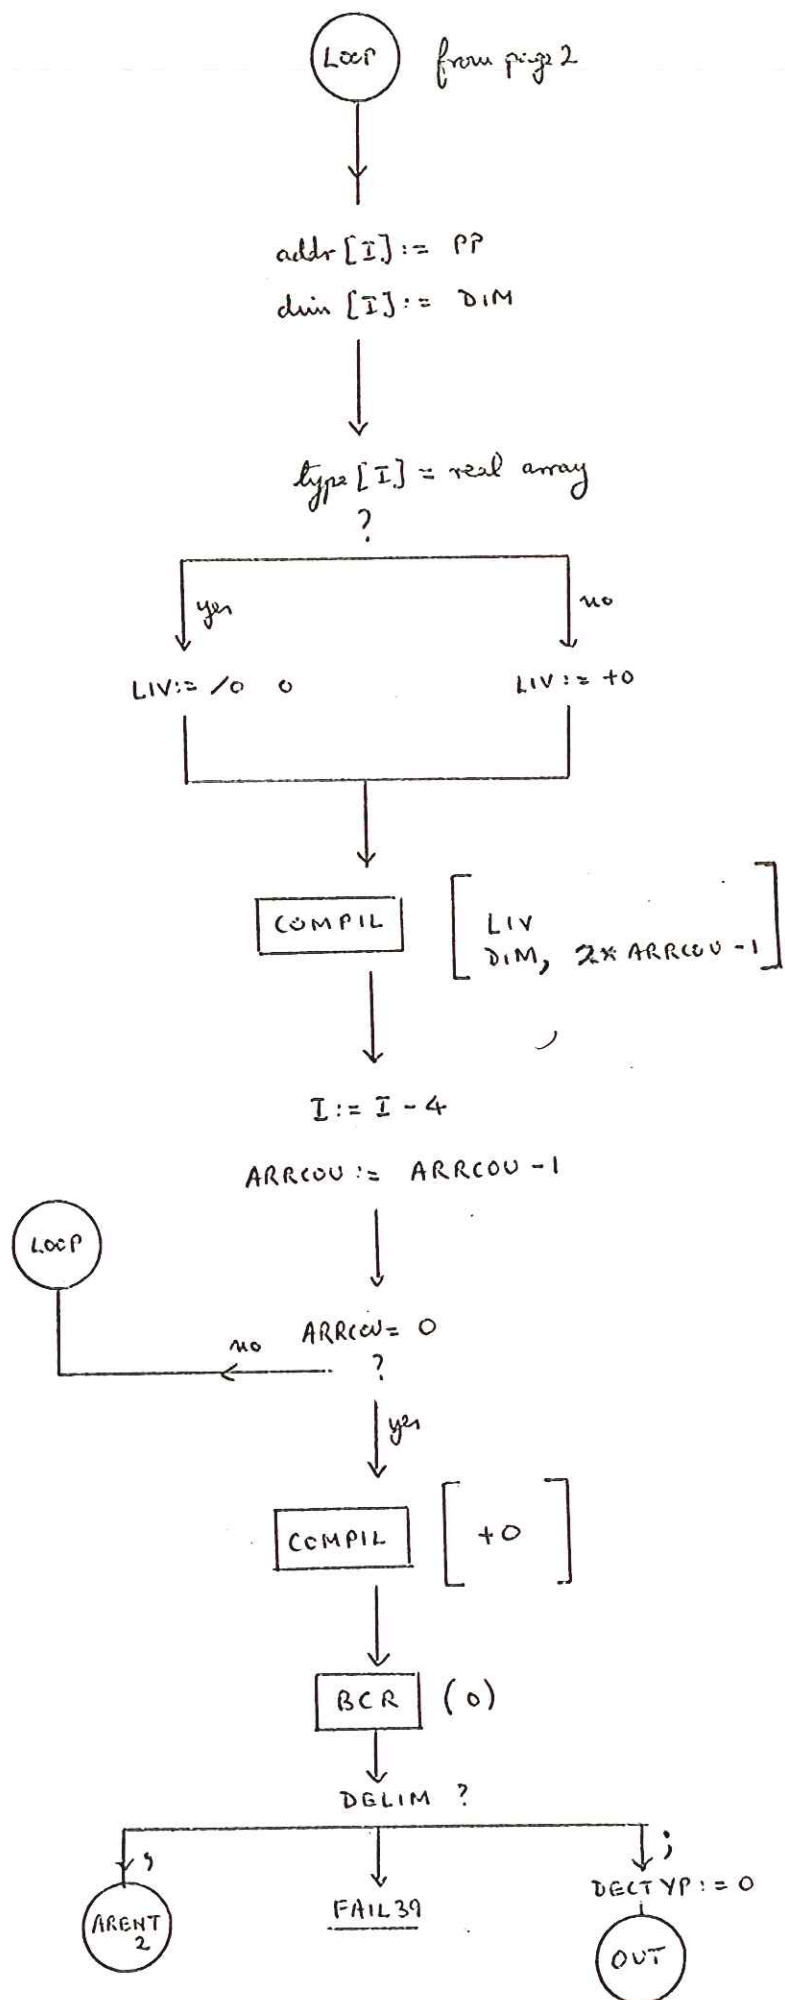 LOOP from page 2
addr [I] := PP
dim [I] := DIM
type [I] = real array
?
yes no
LIV := /0 0 LIV := +0
COMPIL [ LIV
DIM, 2* ARRCOU -1 ]
I := I - 4
ARRCOU := ARRCOU -1
LOOP
no ARRCOU = 0
?
yes
COMPIL [ +0 ]
BCR (0)
DELIM ?
, ;
DECTYP := 0
ARENT
2
FAIL 39
OUT